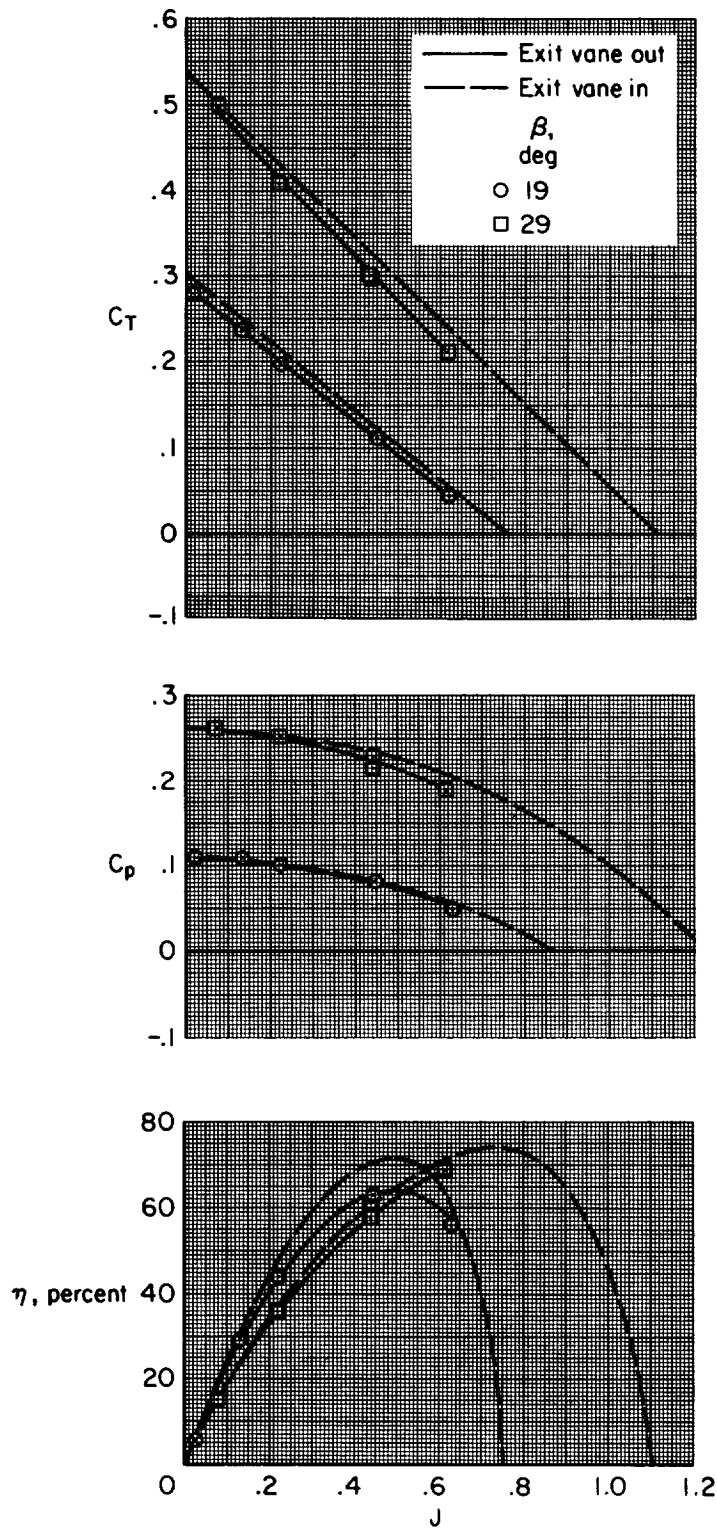 .6
.5
.4
.3
.2
.1
0
-.1
C_T
Exit vane out
Exit vane in
β,
deg
19
29
.3
.2
.1
0
-.1
C_p
80
60
40
20
0
η, percent
0 .2 .4 .6 .8 1.0 1.2
J